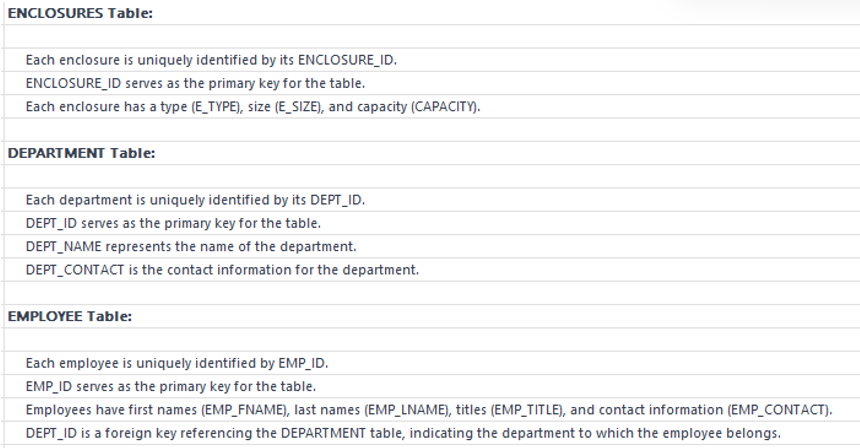 ENCLOSURES Table:
Each enclosure is uniquely identified by its ENCLOSURE_ID.
ENCLOSURE_ID serves as the primary key for the table.
Each enclosure has a type (E_TYPE), size (E_SIZE), and capacity (CAPACITY).
DEPARTMENT Table:
Each department is uniquely identified by its DEPT_ID.
DEPT_ID serves as the primary key for the table.
DEPT_NAME represents the name of the department.
DEPT_CONTACT is the contact information for the department.
EMPLOYEE Table:
Each employee is uniquely identified by EMP_ID.
EMP_ID serves as the primary key for the table.
Employees have first names (EMP_FNAME), last names (EMP_LNAME), titles (EMP_TITLE), and contact information (EMP_CONTACT).
DEPT_ID is a foreign key referencing the DEPARTMENT table, indicating the department to which the employee belongs.